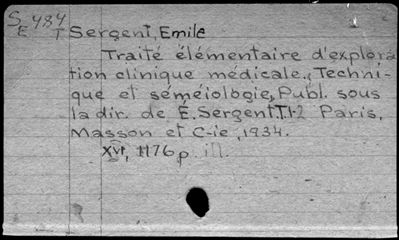 S 484
E T Sergent, Emile
Traité élémentaire d'explora
tion clinique médicale., Techni-
que et séméiologie, Publ. sous
la dir. de É. Sergent. T.1-2 Paris,
Masson et C-ie, 1934.
XVI, 1176 p. ill.